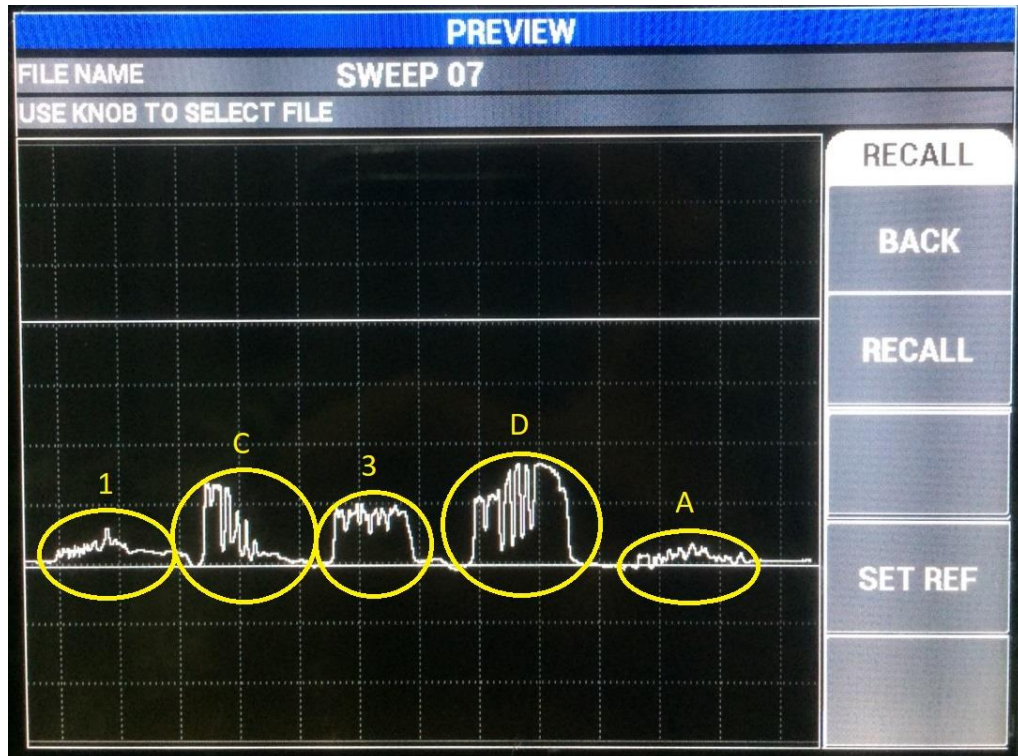 PREVIEW
FILE NAME SWEEP 07
USE KNOB TO SELECT FILE
RECALL
BACK
RECALL
SET REF
1
C
3
D
A